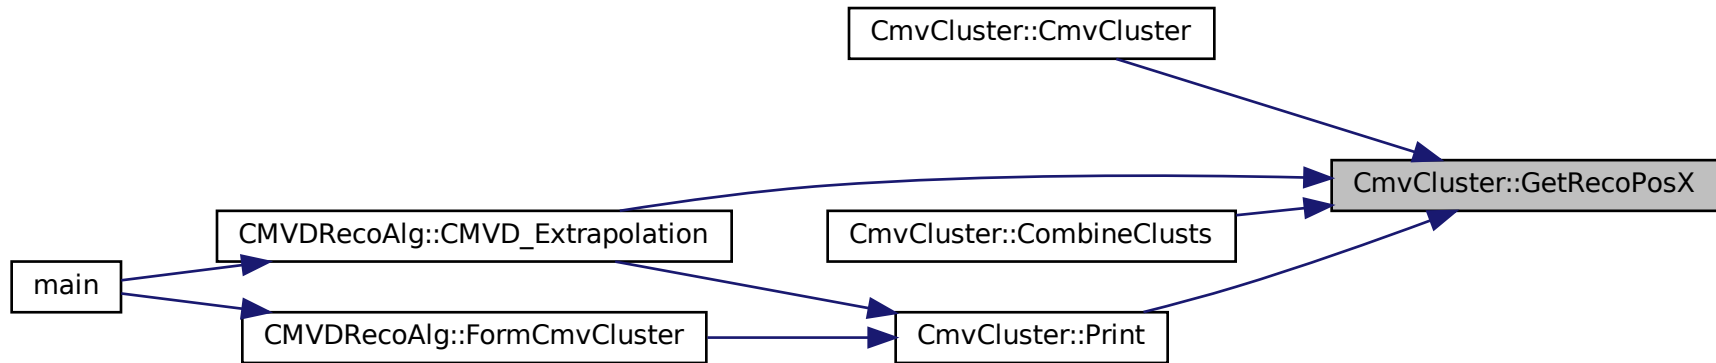 CmvCluster::CmvCluster
CmvCluster::GetRecoPosX
CMVDRecoAlg::CMVD_Extrapolation
CmvCluster::CombineClusts
main
CMVDRecoAlg::FormCmvCluster
CmvCluster::Print